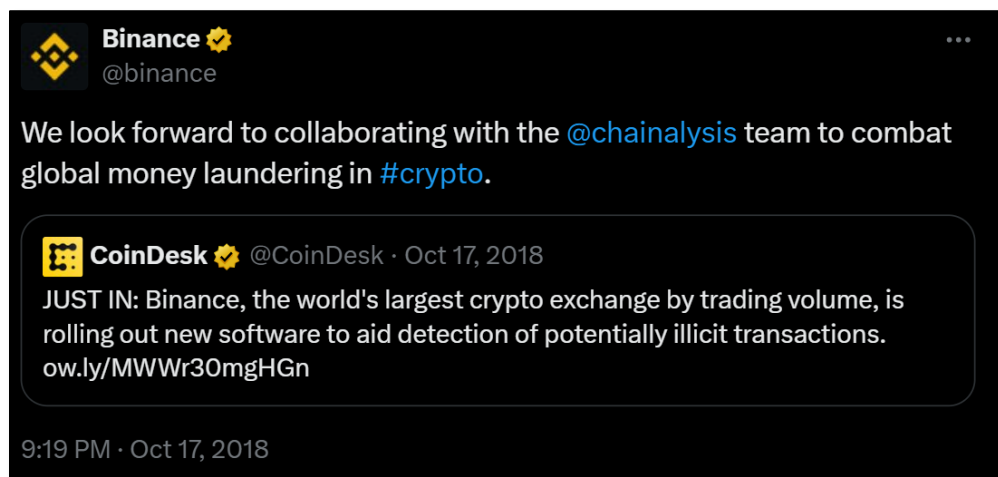 Binance
@binance
We look forward to collaborating with the @chainalysis team to combat
global money laundering in #crypto.
CoinDesk @CoinDesk · Oct 17, 2018
JUST IN: Binance, the world's largest crypto exchange by trading volume, is
rolling out new software to aid detection of potentially illicit transactions.
ow.ly/MWWr30mgHGn
9:19 PM · Oct 17, 2018